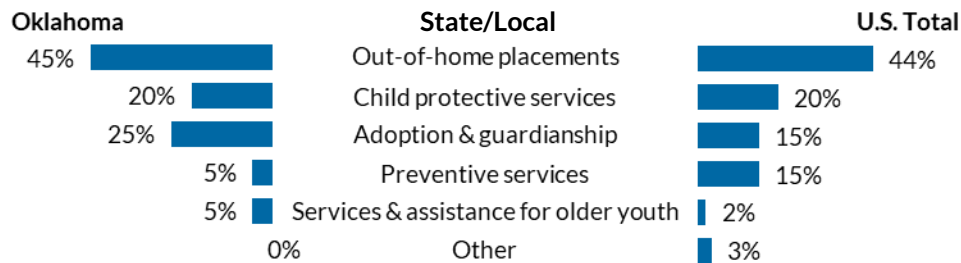 Oklahoma State/Local U.S. Total
45% Out-of-home placements 44%
20% Child protective services 20%
25% Adoption & guardianship 15%
5% Preventive services 15%
5% Services & assistance for older youth 2%
0% Other 3%